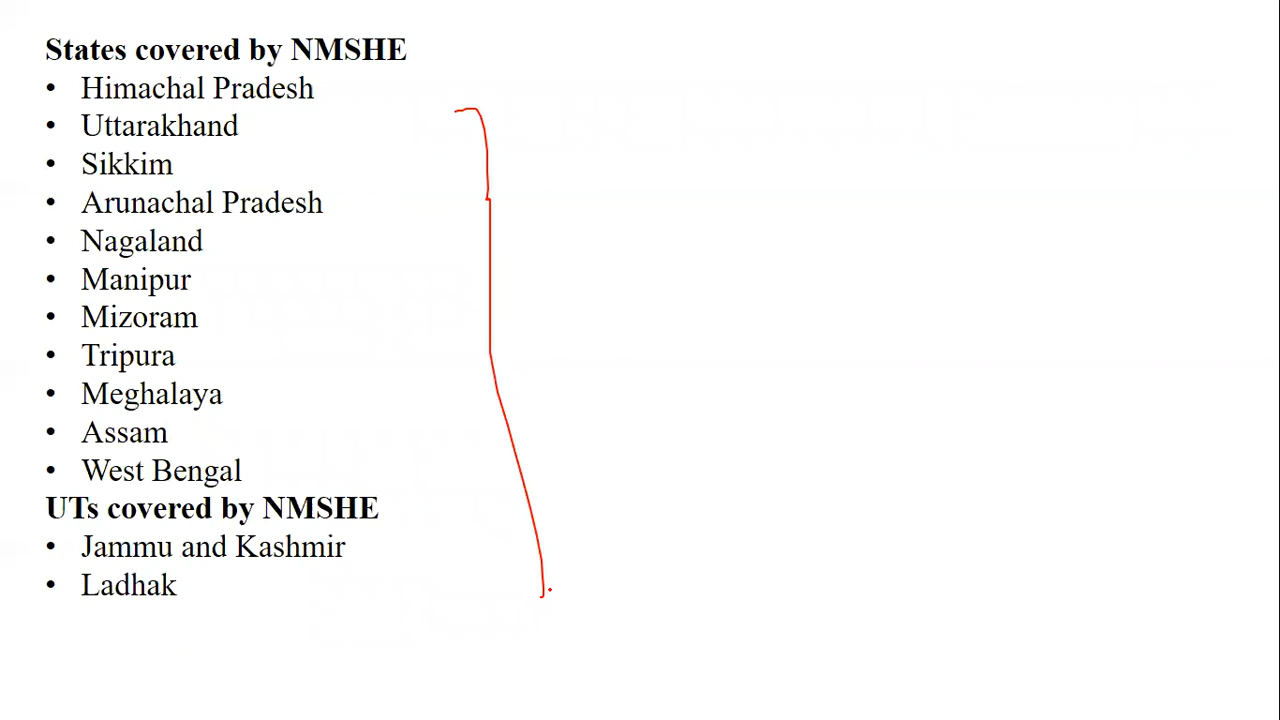 States covered by NMSHE
• Himachal Pradesh
• Uttarakhand
• Sikkim
• Arunachal Pradesh
• Nagaland
• Manipur
• Mizoram
• Tripura
• Meghalaya
• Assam
• West Bengal
UTs covered by NMSHE
• Jammu and Kashmir
• Ladhak